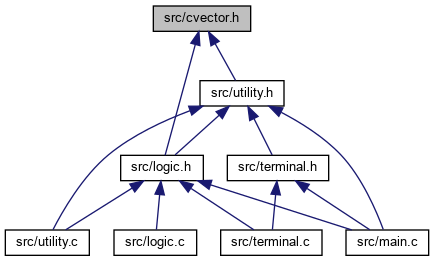 src/cvector.h
src/utility.h
src/logic.h
src/terminal.h
src/utility.c
src/logic.c
src/terminal.c
src/main.c